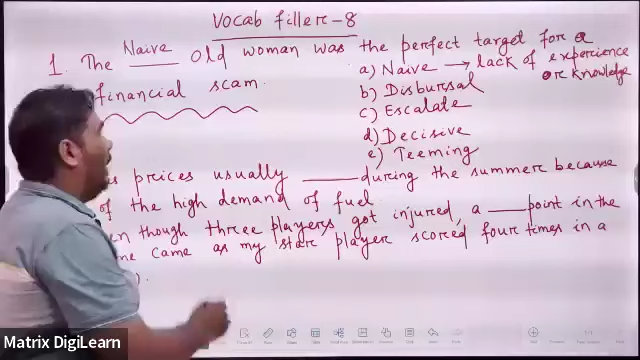 Vocab filler-8
1. The Naive old woman was the perfect target for a
financial scam.
a) Naive → lack of experience
or knowledge
b) Disbursal
c) Escalate
d) Decisive
e) Teeming
prices usually ____ during the summer because
of the high demand of fuel
though three players got injured, a ____ point in the
came as my star player scored four times in a
Matrix DigiLearn